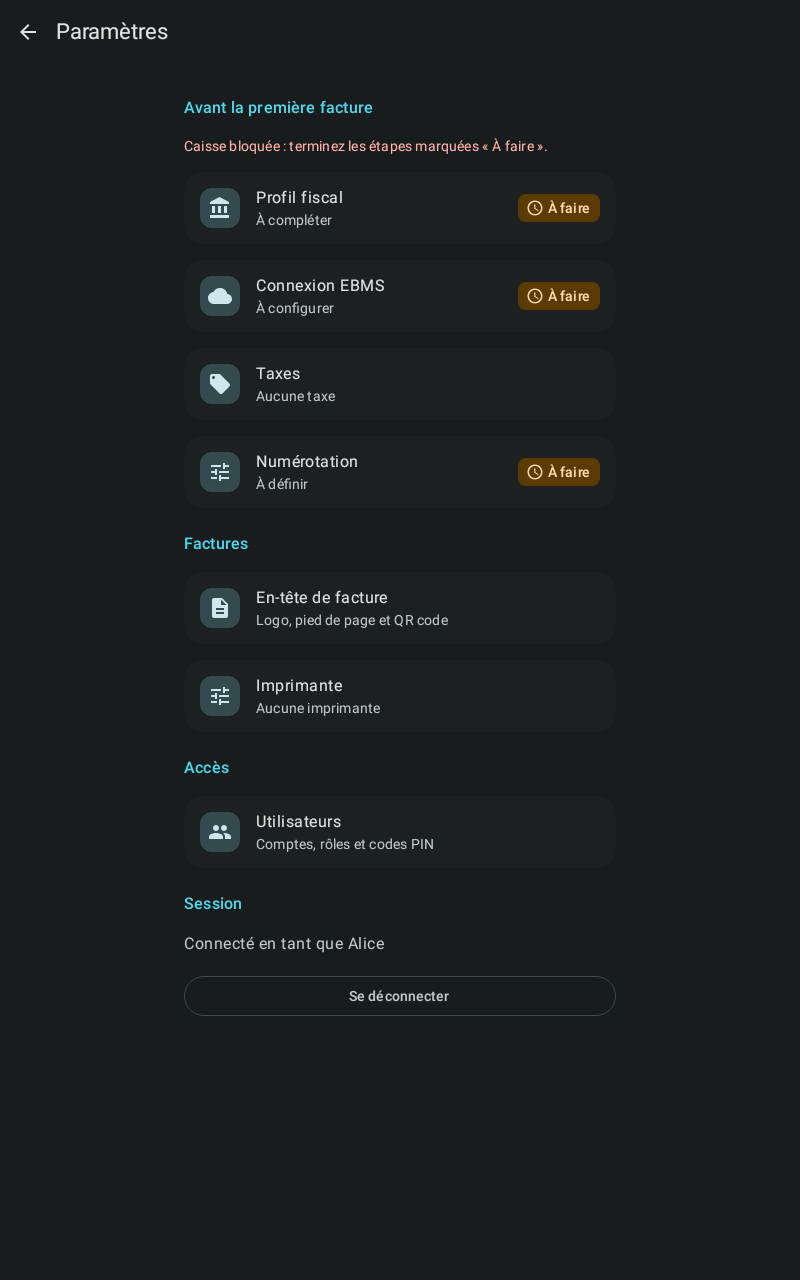 Paramètres
Avant la première facture
Caisse bloquée : terminez les étapes marquées « À faire ».
Profil fiscal
À compléter
À faire
Connexion EBMS
À configurer
À faire
Taxes
Aucune taxe
Numérotation
À définir
À faire
Factures
En-tête de facture
Logo, pied de page et QR code
Imprimante
Aucune imprimante
Accès
Utilisateurs
Comptes, rôles et codes PIN
Session
Connecté en tant que Alice
Se déconnecter